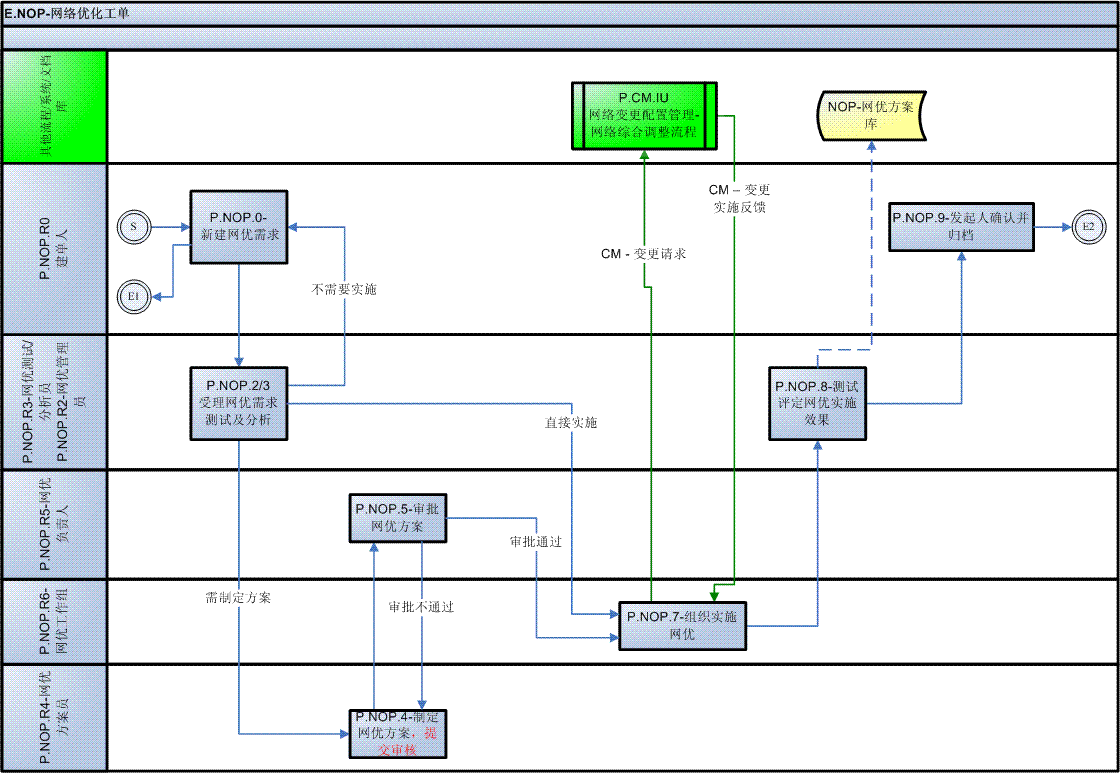 E.NOP-网络优化工单
其他流程/系统/文档
库
P.CM.IU
网络变更配置管理-
网络综合调整流程
NOP-网优方案
库
CM – 变更
实施反馈
P.NOP.R0
建单人
S
P.NOP.0-
新建网优需求
E1
不需要实施
CM - 变更请求
P.NOP.9-发起人确认并
归档
E2
P.NOP.R3-网优测试/
分析员
P.NOP.R2-网优管理
员
P.NOP.2/3
受理网优需求
测试及分析
直接实施
P.NOP.8-测试
评定网优实施
效果
P.NOP.R5-网优
负责人
P.NOP.5-审批
网优方案
审批通过
P.NOP.R6-
网优工作组
需制定方案
审批不通过
P.NOP.7-组织实施
网优
P.NOP.R4-网优
方案员
P.NOP.4-制定
网优方案，提
交审核